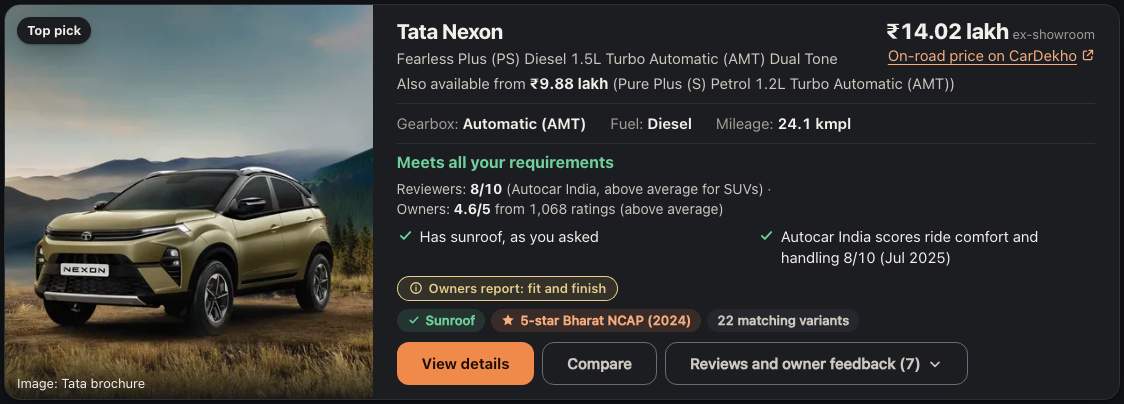 Top pick
NEXON
Image: Tata brochure
Tata Nexon
₹14.02 lakh ex-showroom
Fearless Plus (PS) Diesel 1.5L Turbo Automatic (AMT) Dual Tone
On-road price on CarDekho
Also available from ₹9.88 lakh (Pure Plus (S) Petrol 1.2L Turbo Automatic (AMT))
Gearbox: Automatic (AMT) Fuel: Diesel Mileage: 24.1 kmpl
Meets all your requirements
Reviewers: 8/10 (Autocar India, above average for SUVs) ·
Owners: 4.6/5 from 1,068 ratings (above average)
Has sunroof, as you asked
Autocar India scores ride comfort and
handling 8/10 (Jul 2025)
Owners report: fit and finish
Sunroof
5-star Bharat NCAP (2024)
22 matching variants
View details
Compare
Reviews and owner feedback (7)